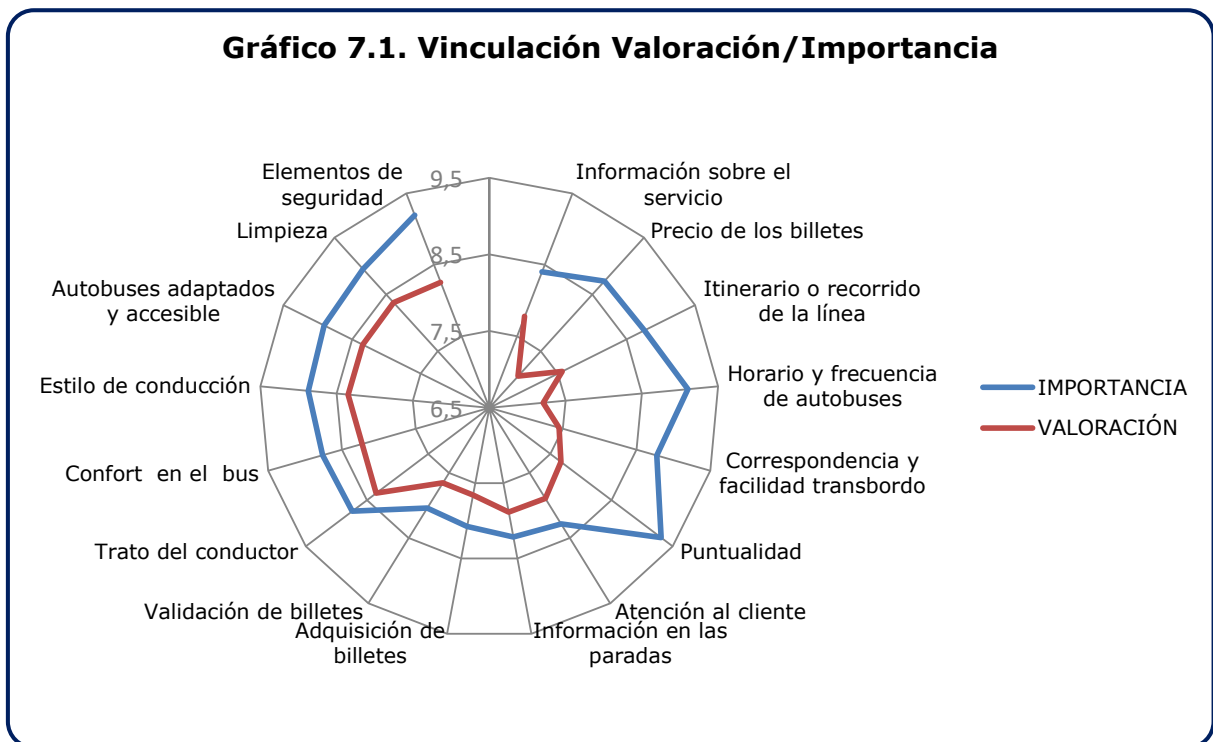 Gráfico 7.1. Vinculación Valoración/Importancia
9,5
8,5
7,5
6,5
Información sobre el
servicio
Precio de los billetes
Itinerario o recorrido
de la línea
Horario y frecuencia
de autobuses
Correspondencia y
facilidad transbordo
Puntualidad
Atención al cliente
Información en las
paradas
Adquisición de
billetes
Validación de billetes
Trato del conductor
Confort en el bus
Estilo de conducción
Autobuses adaptados
y accesible
Limpieza
Elementos de
seguridad
IMPORTANCIA
VALORACIÓN